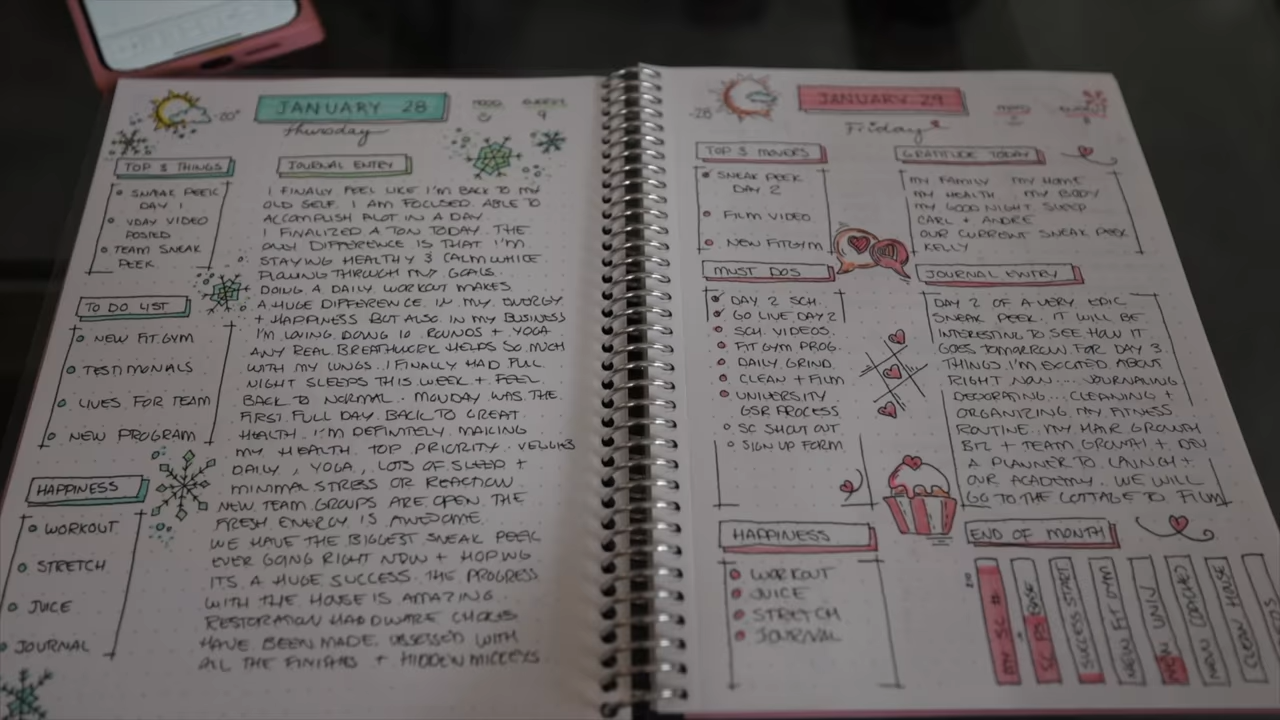 JANUARY 28
Thursday
MOOD
9
TOP 3 THINGS
SNEAK PEEK
DAY 1
VDAY VIDEO
POSTED
TEAM SNEAK
PEEK
TO DO LIST
NEW FIT.GYM
TESTIMONIALS
LIVES FOR TEAM
NEW PROGRAM
HAPPINESS
WORKOUT
STRETCH
JUICE
JOURNAL
JOURNAL ENTRY
I FINALLY FEEL LIKE I'M BACK TO MY
OLD SELF. I AM FOCUSED. ABLE TO
ACCOMPLISH ALOT IN A DAY.
I FINALIZED A TON TODAY. THE
ONLY DIFFERENCE IS THAT I'M
STAYING HEALTHY & CALM WHILE
FLOWING THROUGH MY GOALS.
DOING A DAILY WORKOUT MAKES
A HUGE DIFFERENCE. IN MY ENERGY
+ HAPPINESS BUT ALSO. IN MY BUSINESS
I'M LOVING DOING 10 ROUNDS + YOGA
ANY REAL BREATHWORK HELPS SO MUCH
WITH MY LUNGS. I FINALLY HAD FULL
NIGHT SLEEPS THIS WEEK + FEEL
BACK TO NORMAL. MONDAY WAS THE
FIRST FULL DAY. BACK TO GREAT
HEALTH. I'M DEFINITELY MAKING
MY HEALTH. TOP PRIORITY. VEGGIES
DAILY, YOGA, LOTS OF SLEEP +
MINIMAL STRESS OR REACTION
NEW TEAM GROUPS ARE OPEN THE
FRESH ENERGY IS AWESOME.
WE HAVE THE BIGGEST SNEAK PEEK
EVER GOING RIGHT NOW + HOPING
ITS A HUGE SUCCESS. THE PROGRESS
WITH THE HOUSE IS AMAZING.
RESTORATION HARDWARE CHOICES
HAVE BEEN MADE. OBSESSED WITH
ALL THE FINISHES + HIDDEN MICKEYS
-28
JANUARY 29
Friday
TOP 3 MOVERS
SNEAK PEEK
DAY 2
FILM VIDEO
NEW FITGYM
GRATITUDE TODAY
MY FAMILY MY HOME
MY HEALTH MY BODY
MY GOOD NIGHT SLEEP
CARL + ANDRE
OUR CURRENT SNEAK PEEK
KELLY
MUST DOS
DAY 2 SCH.
GO LIVE DAY 2
SCH. VIDEOS.
FIT GYM PROG.
DAILY GRIND
CLEAN + FILM
UNIVERSITY
GSR PROCESS
SC SHOUT OUT
SIGN UP FORM
JOURNAL ENTRY
DAY 2 OF A VERY EPIC
SNEAK PEEK. IT WILL BE
INTERESTING TO SEE HOW IT
GOES TOMORROW FOR DAY 3.
THINGS I'M EXCITED ABOUT
RIGHT NOW... JOURNALING
DECORATING... CLEANING +
ORGANIZING. MY FITNESS
ROUTINE. MY HAIR GROWTH
BIZ + TEAM GROWTH +
A PLANNER TO LAUNCH +
OUR ACADEMY. WE WILL
GO TO THE COTTAGE TO FILM
HAPPINESS
WORKOUT
JUICE
STRETCH
JOURNAL
END OF MONTH
MY SC
SC PS BASE
SUCCESS START
NEW FIT GYM
NEW UNIV
NEW COACHES
CLEAN HOUSE